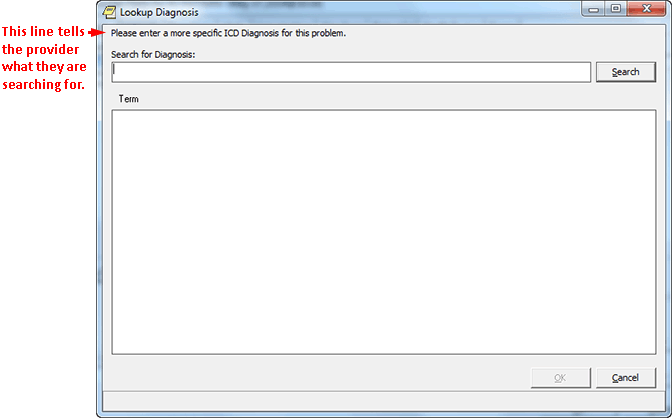 Lookup Diagnosis
This line tells
the provider
what they are
searching for.
Please enter a more specific ICD Diagnosis for this problem.
Search for Diagnosis:
Search
Term
OK
Cancel